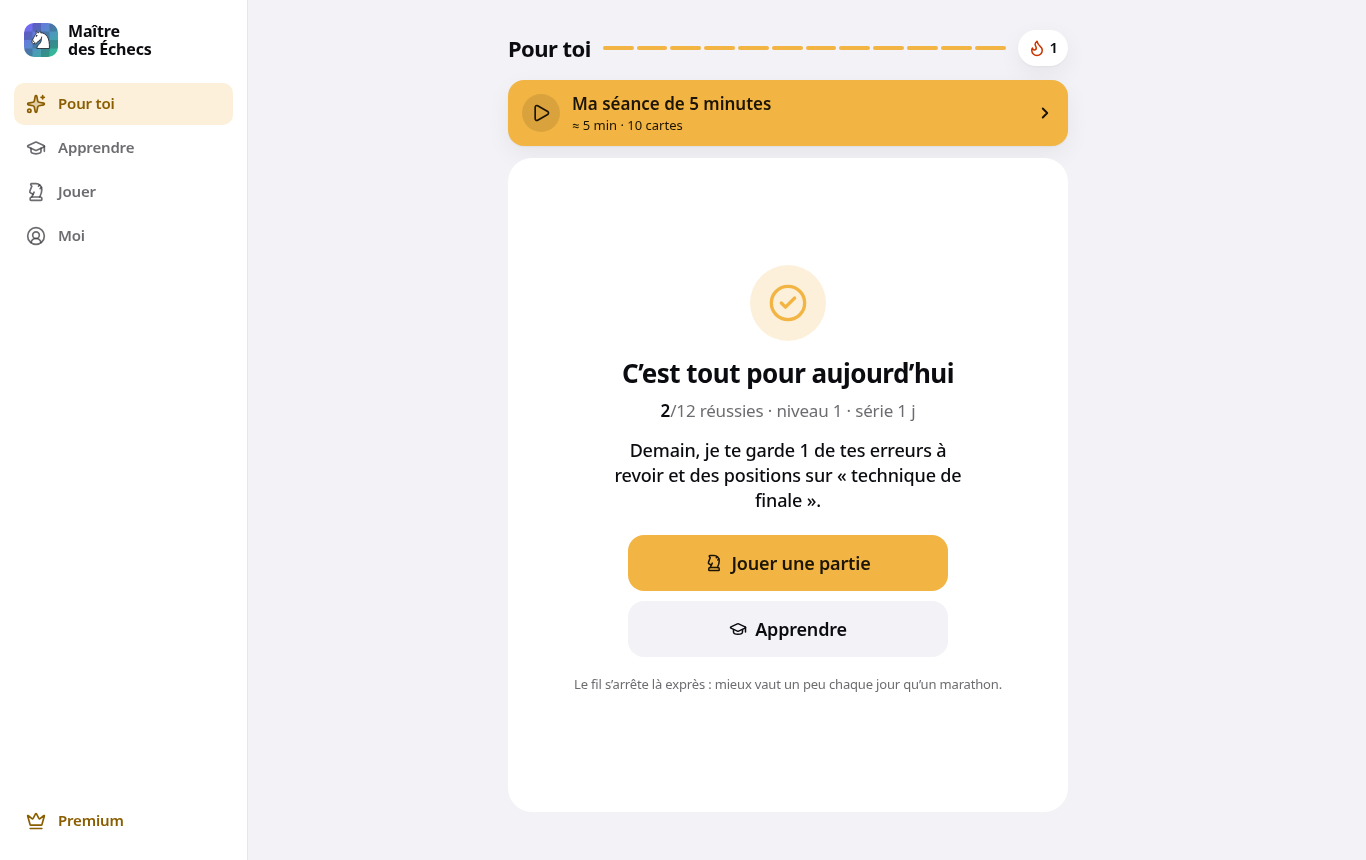 Maître
des Échecs
Pour toi
Apprendre
Jouer
Moi
Premium
Pour toi
1
Ma séance de 5 minutes
≈ 5 min · 10 cartes
C’est tout pour aujourd’hui
2/12 réussies · niveau 1 · série 1 j
Demain, je te garde 1 de tes erreurs à
revoir et des positions sur « technique de
finale ».
Jouer une partie
Apprendre
Le fil s’arrête là exprès : mieux vaut un peu chaque jour qu’un marathon.